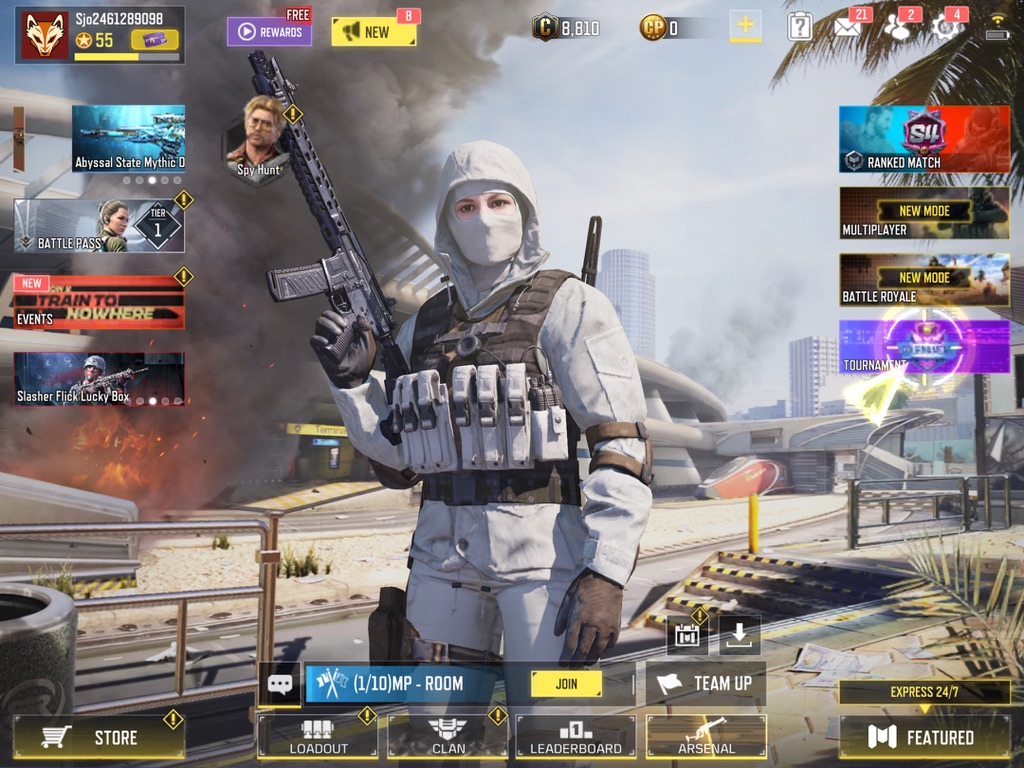 Sjo2461289098
55
FREE
REWARDS
8
NEW
C
8,810
CP
0
+
?
21
2
4
Abyssal State Mythic D
Spy Hunt
!
BATTLE PASS
TIER
1
!
NEW
TRAIN TO
NOWHERE
EVENTS
!
Slasher Flick Lucky Box
S4
RANKED MATCH
NEW MODE
MULTIPLAYER
NEW MODE
BATTLE ROYALE
TOURNAMENT
Termina
(1/10)MP - ROOM
JOIN
TEAM UP
EXPRESS 24/7
STORE
LOADOUT
CLAN
LEADERBOARD
ARSENAL
FEATURED